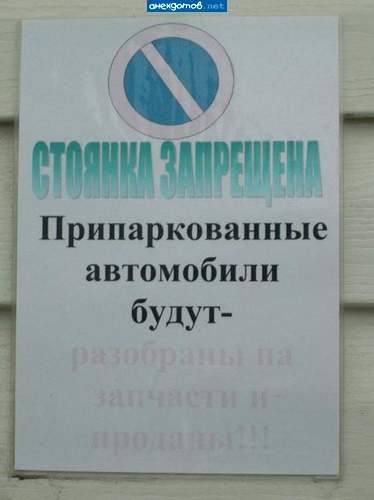 анекдотов.net
СТОЯНКА ЗАПРЕЩЕНА
Припаркованные
автомобили
будут-
разобраны на
запчасти и
проданы!!!